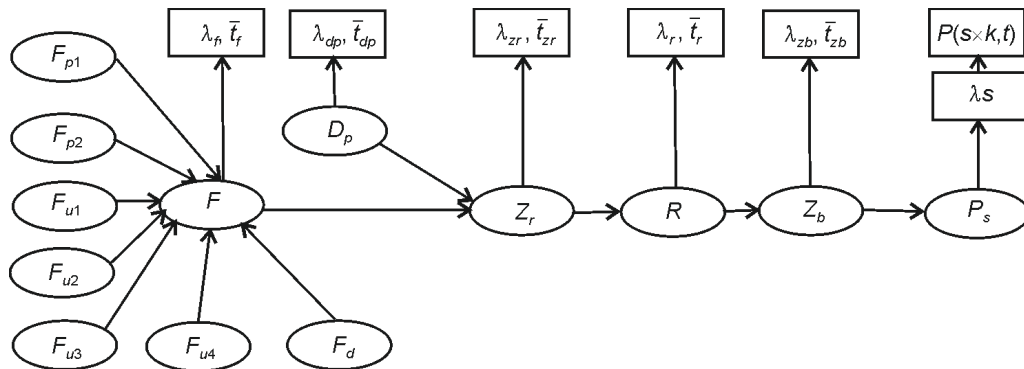 λf, t̄f
λdp, t̄dp
λzr, t̄zr
λr, t̄r
λzb, t̄zb
P(s×k,t)
λs
Fp1
Fp2
Dp
Fu1
F
Zr
R
Zb
Ps
Fu2
Fu3
Fu4
Fd